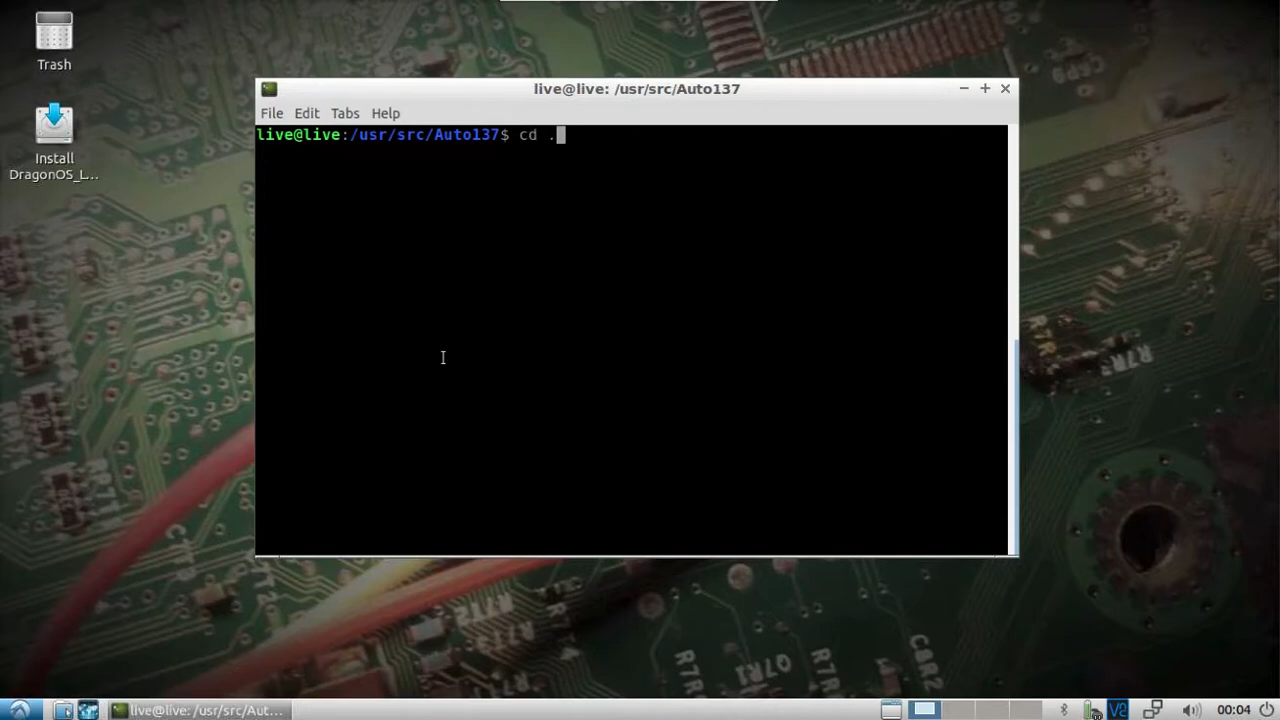 Trash
Install
DragonOS_L...
live@live: /usr/src/Auto137
File Edit Tabs Help
live@live:/usr/src/Auto137$ cd .
R7R
live@live: /usr/src/Aut...
00:04